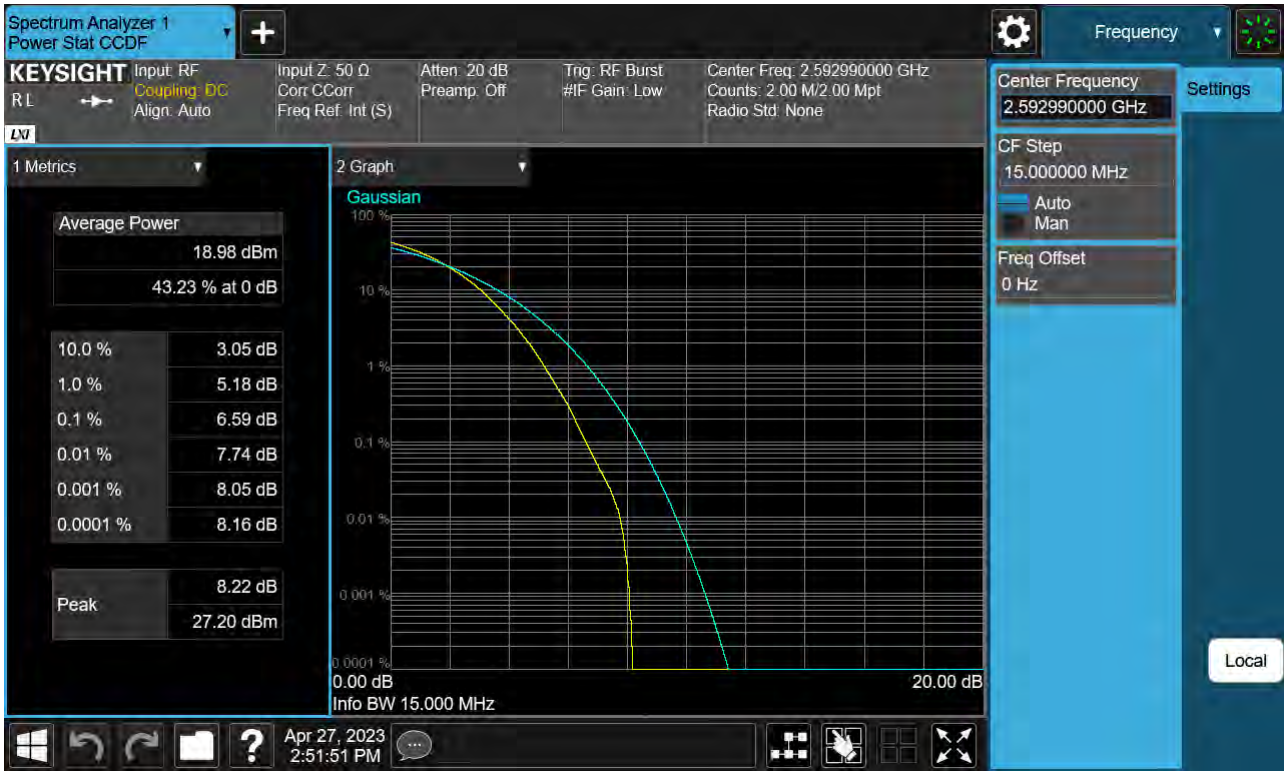 Spectrum Analyzer 1
Power Stat CCDF
+
Frequency
KEYSIGHT
RL
LXI
Input: RF
Coupling: DC
Align: Auto
Input Z: 50 Ω
Corr CCorr
Freq Ref: Int (S)
Atten: 20 dB
Preamp: Off
Trig: RF Burst
#IF Gain: Low
Center Freq: 2.592990000 GHz
Counts: 2.00 M/2.00 Mpt
Radio Std: None
Center Frequency
2.592990000 GHz
Settings
CF Step
15.000000 MHz
Auto
Man
Freq Offset
0 Hz
Local
1 Metrics
Average Power
18.98 dBm
43.23 % at 0 dB
10.0 % 3.05 dB
1.0 % 5.18 dB
0.1 % 6.59 dB
0.01 % 7.74 dB
0.001 % 8.05 dB
0.0001 % 8.16 dB
Peak 8.22 dB
27.20 dBm
2 Graph
Gaussian
100 %
10 %
1 %
0.1 %
0.01 %
0.001 %
0.0001 %
0.00 dB 20.00 dB
Info BW 15.000 MHz
?
Apr 27, 2023
2:51:51 PM